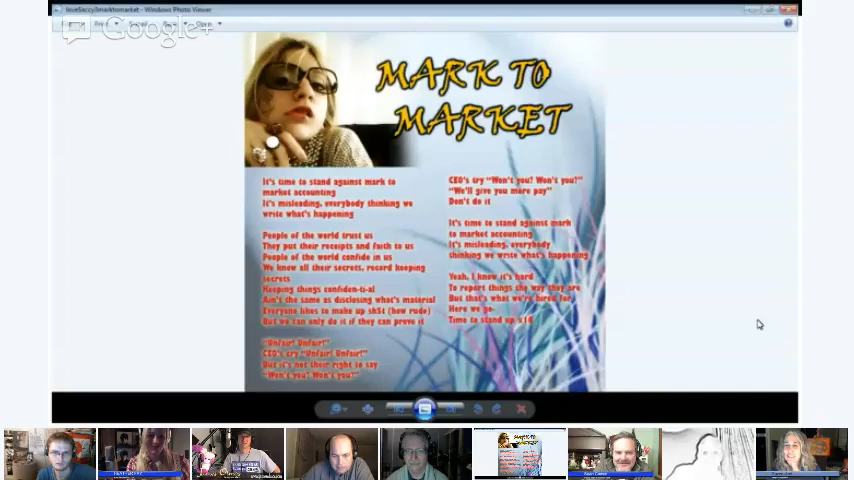 loveSaccy3marktomarket - Windows Photo Viewer
Google+
MARK TO
MARKET
It's time to stand against mark to
market accounting
It's misleading, everybody thinking we
write what's happening
People of the world trust us
They put their receipts and faith to us
People of the world confide in us
We know all their secrets, record keeping
secrets
Keeping things confiden-ti-al
Ain't the same as disclosing what's material
Everyone likes to make up sh$t (how rude)
But we can only do it if they can prove it
"Unfair! Unfair!"
CEO's cry "Unfair! Unfair!"
But it's not their right to say
"Won't you? Won't you?"
CEO's try "Won't you? Won't you?"
"We'll give you more pay"
Don't do it
It's time to stand against mark
to market accounting
It's misleading, everybody
thinking we write what's happening
Yeah, I know it's hard
To report things the way they are
But that's what we're hired for
Here we go-
Time to stand up x14